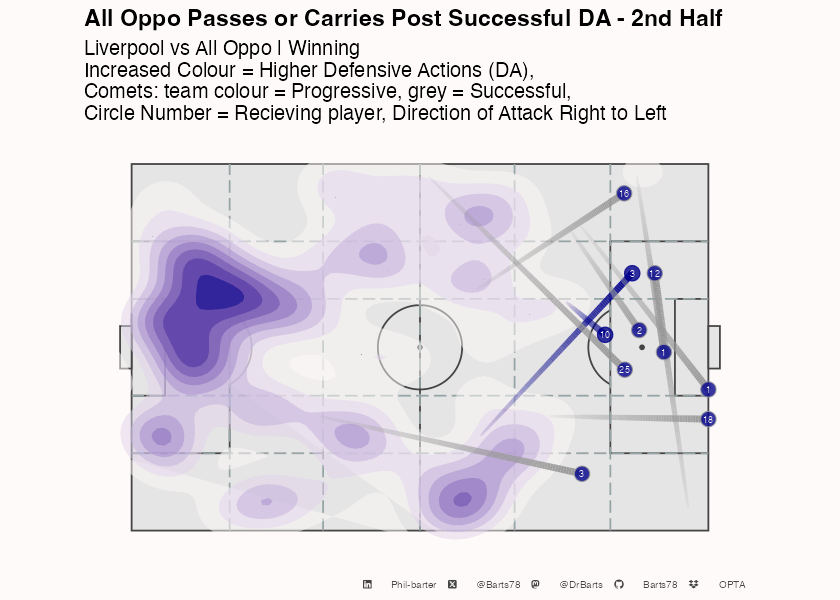 All Oppo Passes or Carries Post Successful DA - 2nd Half
Liverpool vs All Oppo | Winning
Increased Colour = Higher Defensive Actions (DA),
Comets: team colour = Progressive, grey = Successful,
Circle Number = Recieving player, Direction of Attack Right to Left
16
3 12
2
10
1
25
1
18
3
Phil-barter @Barts78 @DrBarts Barts78 OPTA